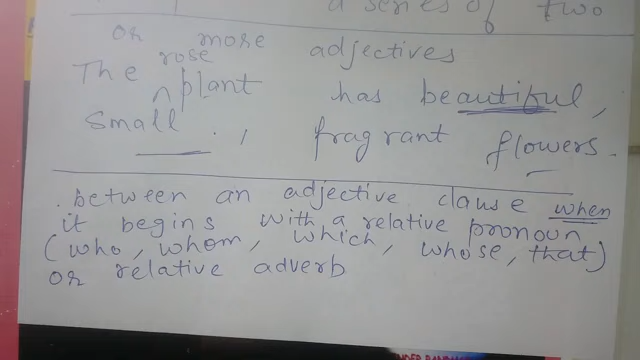 a series of two
or more adjectives
The rose plant has beautiful,
small, fragrant flowers.
between an adjective clause when
it begins with a relative pronoun
(who, whom, which, whose, that)
or relative adverb